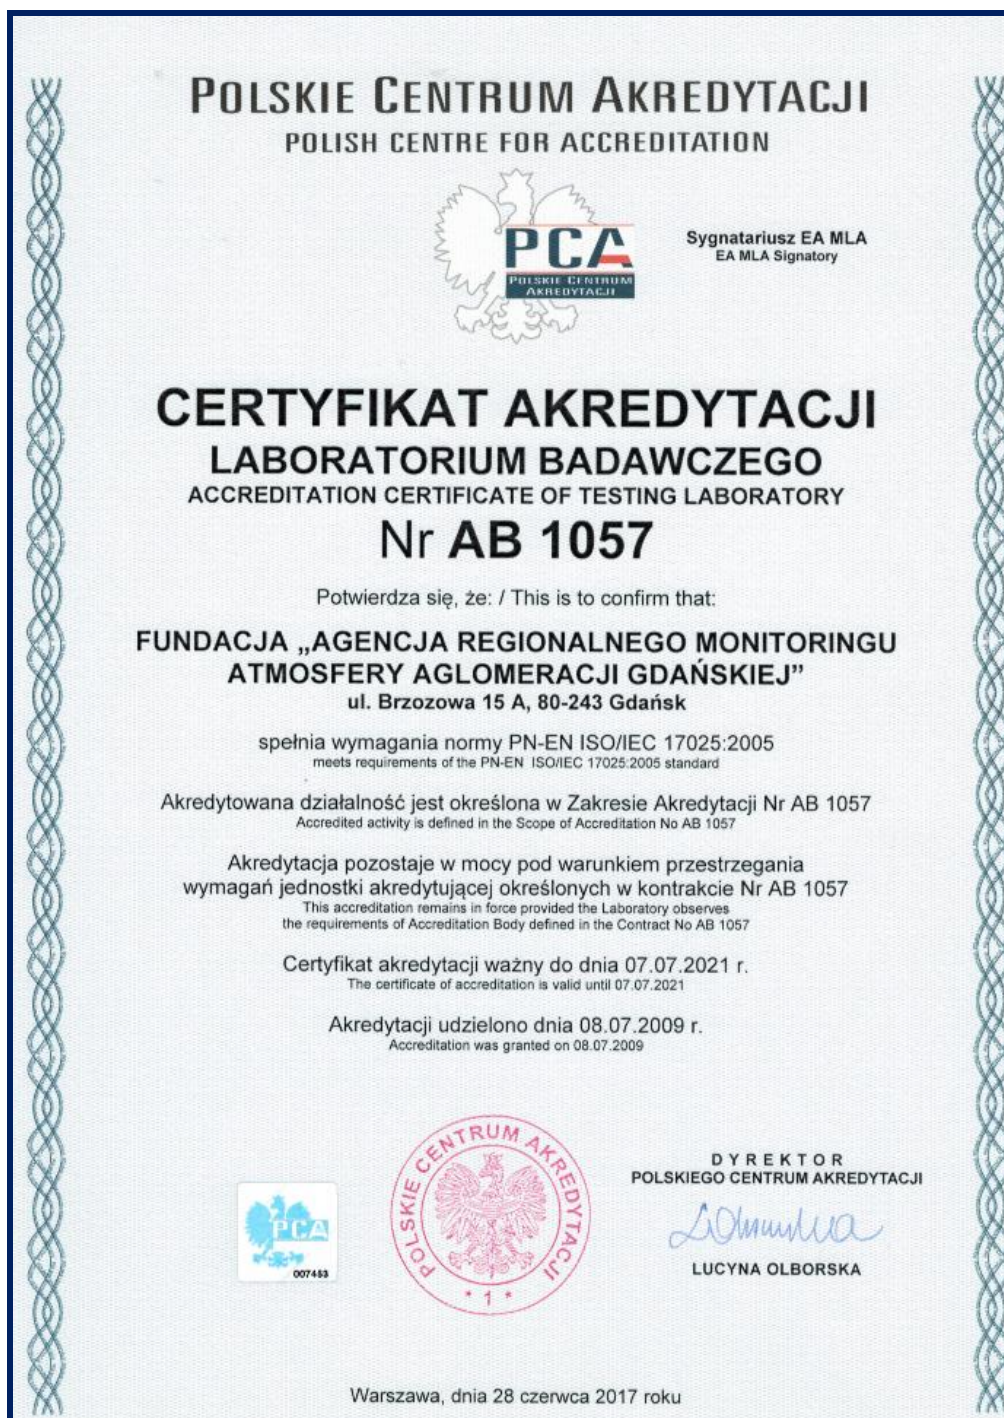 POLSKIE CENTRUM AKREDYTACJI
POLISH CENTRE FOR ACCREDITATION
PCA
POLSKIE CENTRUM
AKREDYTACJI
Sygnatariusz EA MLA
EA MLA Signatory
CERTYFIKAT AKREDYTACJI
LABORATORIUM BADAWCZEGO
ACCREDITATION CERTIFICATE OF TESTING LABORATORY
Nr AB 1057
Potwierdza się, że: / This is to confirm that:
FUNDACJA „AGENCJA REGIONALNEGO MONITORINGU
ATMOSFERY AGLOMERACJI GDAŃSKIEJ”
ul. Brzozowa 15 A, 80-243 Gdańsk
spełnia wymagania normy PN-EN ISO/IEC 17025:2005
meets requirements of the PN-EN ISO/IEC 17025:2005 standard
Akredytowana działalność jest określona w Zakresie Akredytacji Nr AB 1057
Accredited activity is defined in the Scope of Accreditation No AB 1057
Akredytacja pozostaje w mocy pod warunkiem przestrzegania
wymagań jednostki akredytującej określonych w kontrakcie Nr AB 1057
This accreditation remains in force provided the Laboratory observes
the requirements of Accreditation Body defined in the Contract No AB 1057
Certyfikat akredytacji ważny do dnia 07.07.2021 r.
The certificate of accreditation is valid until 07.07.2021
Akredytacji udzielono dnia 08.07.2009 r.
Accreditation was granted on 08.07.2009
PCA
007453
POLSKIE CENTRUM AKREDYTACJI
* 1 *
DYREKTOR
POLSKIEGO CENTRUM AKREDYTACJI
LUCYNA OLBORSKA
Warszawa, dnia 28 czerwca 2017 roku